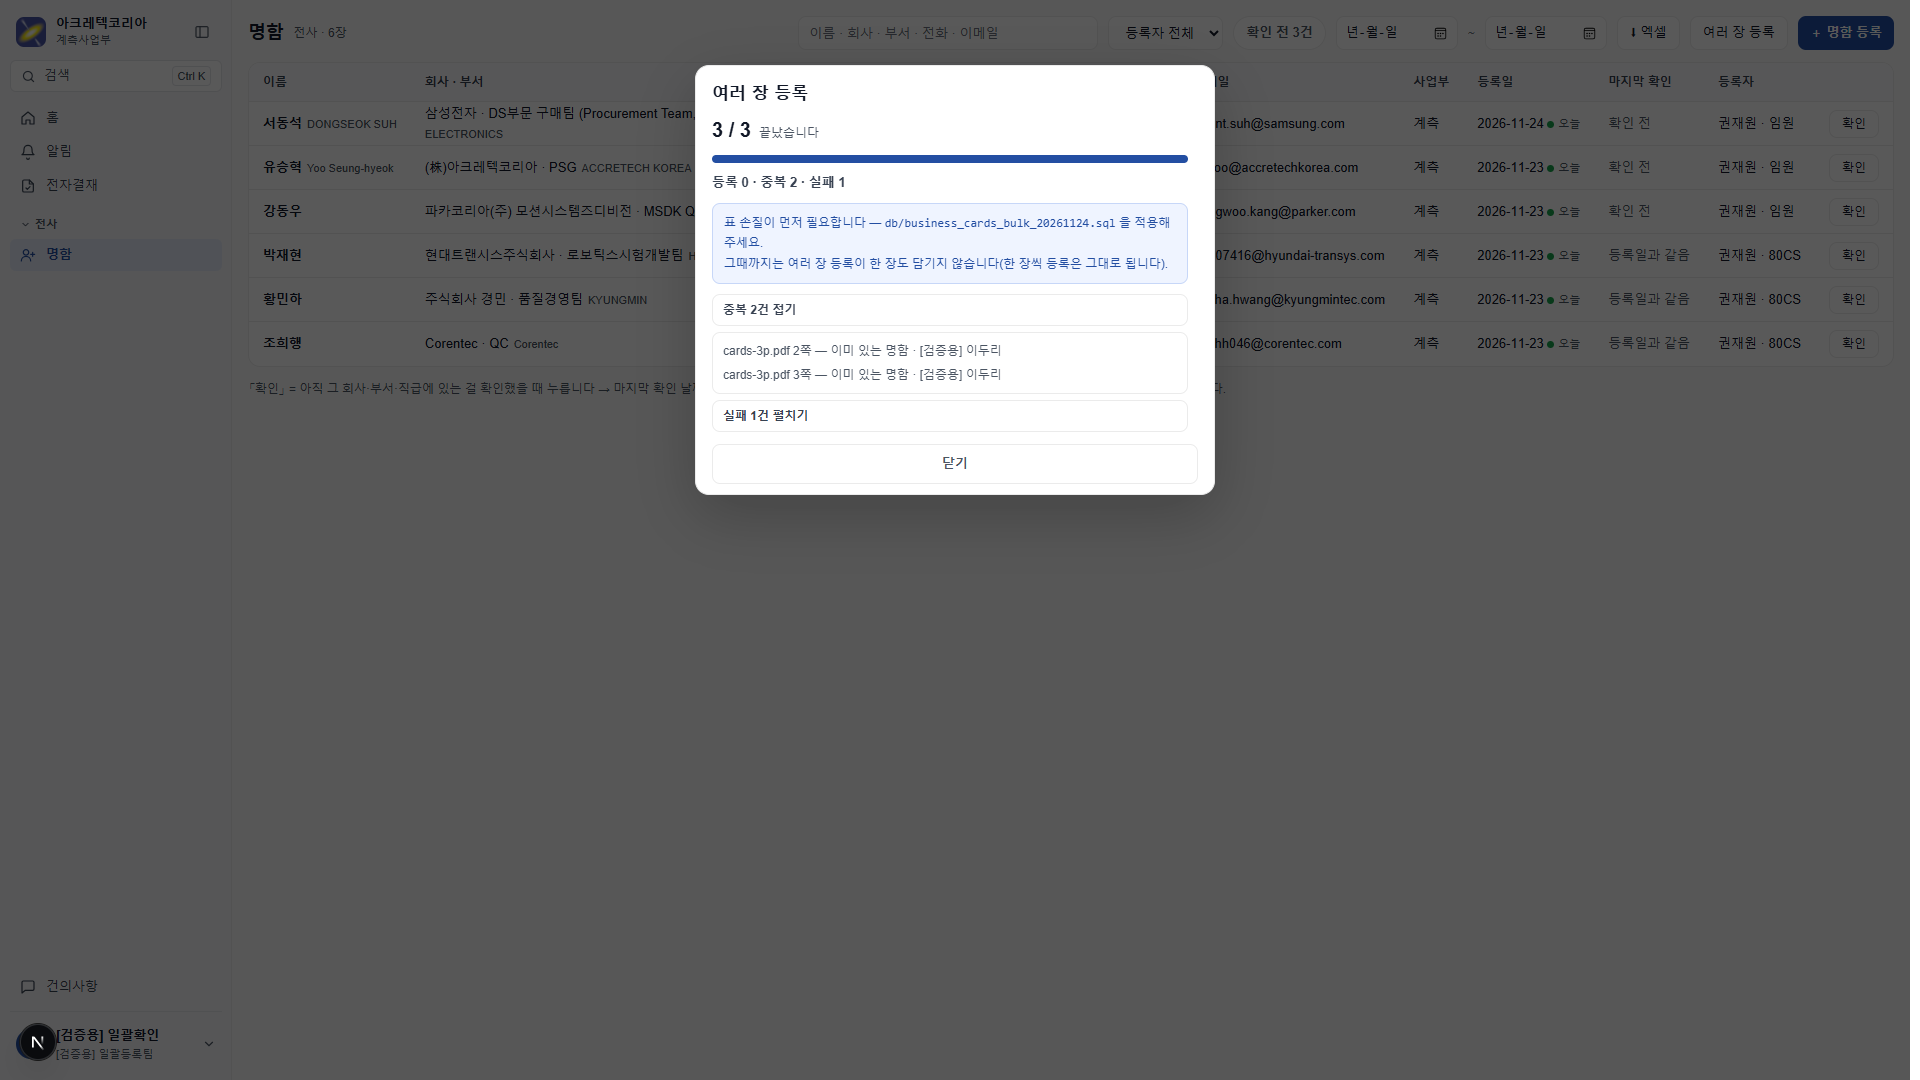 아크레텍코리아
계측사업부
검색
Ctrl K
홈
알림
전자결재
전사
명함
건의사항
N
[검증용] 일괄확인
[검증용] 일괄등록팀
명함 전사 · 6장
이름 · 회사 · 부서 · 전화 · 이메일
등록자 전체
확인 전 3건
년-월-일 ~ 년-월-일
⭳ 엑셀
여러 장 등록
+ 명함 등록
이름 회사 · 부서 일 사업부 등록일 마지막 확인 등록자
서동석 DONGSEOK SUH 삼성전자 · DS부문 구매팀 (Procurement Team, ELECTRONICS nt.suh@samsung.com 계측 2026-11-24 오늘 확인 전 권재원 · 임원 확인
유승혁 Yoo Seung-hyeok (株)아크레텍코리아 · PSG ACCRETECH KOREA oo@accretechkorea.com 계측 2026-11-23 오늘 확인 전 권재원 · 임원 확인
강동우 파카코리아(주) 모션시스템즈디비전 · MSDK Q gwoo.kang@parker.com 계측 2026-11-23 오늘 확인 전 권재원 · 임원 확인
박재현 현대트랜시스주식회사 · 로보틱스시험개발팀 07416@hyundai-transys.com 계측 2026-11-23 오늘 등록일과 같음 권재원 · 80CS 확인
황민하 주식회사 경민 · 품질경영팀 KYUNGMIN ha.hwang@kyungmintec.com 계측 2026-11-23 오늘 등록일과 같음 권재원 · 80CS 확인
조희행 Corentec · QC Corentec hh046@corentec.com 계측 2026-11-23 오늘 등록일과 같음 권재원 · 80CS 확인
「확인」 = 아직 그 회사·부서·직급에 있는 걸 확인했을 때 누릅니다 → 마지막 확인 다.
여러 장 등록
3 / 3 끝났습니다
등록 0 · 중복 2 · 실패 1
표 손질이 먼저 필요합니다 — db/business_cards_bulk_20261124.sql 을 적용해
주세요.
그때까지는 여러 장 등록이 한 장도 담기지 않습니다(한 장씩 등록은 그대로 됩니다).
중복 2건 접기
cards-3p.pdf 2쪽 — 이미 있는 명함 · [검증용] 이두리
cards-3p.pdf 3쪽 — 이미 있는 명함 · [검증용] 이두리
실패 1건 펼치기
닫기